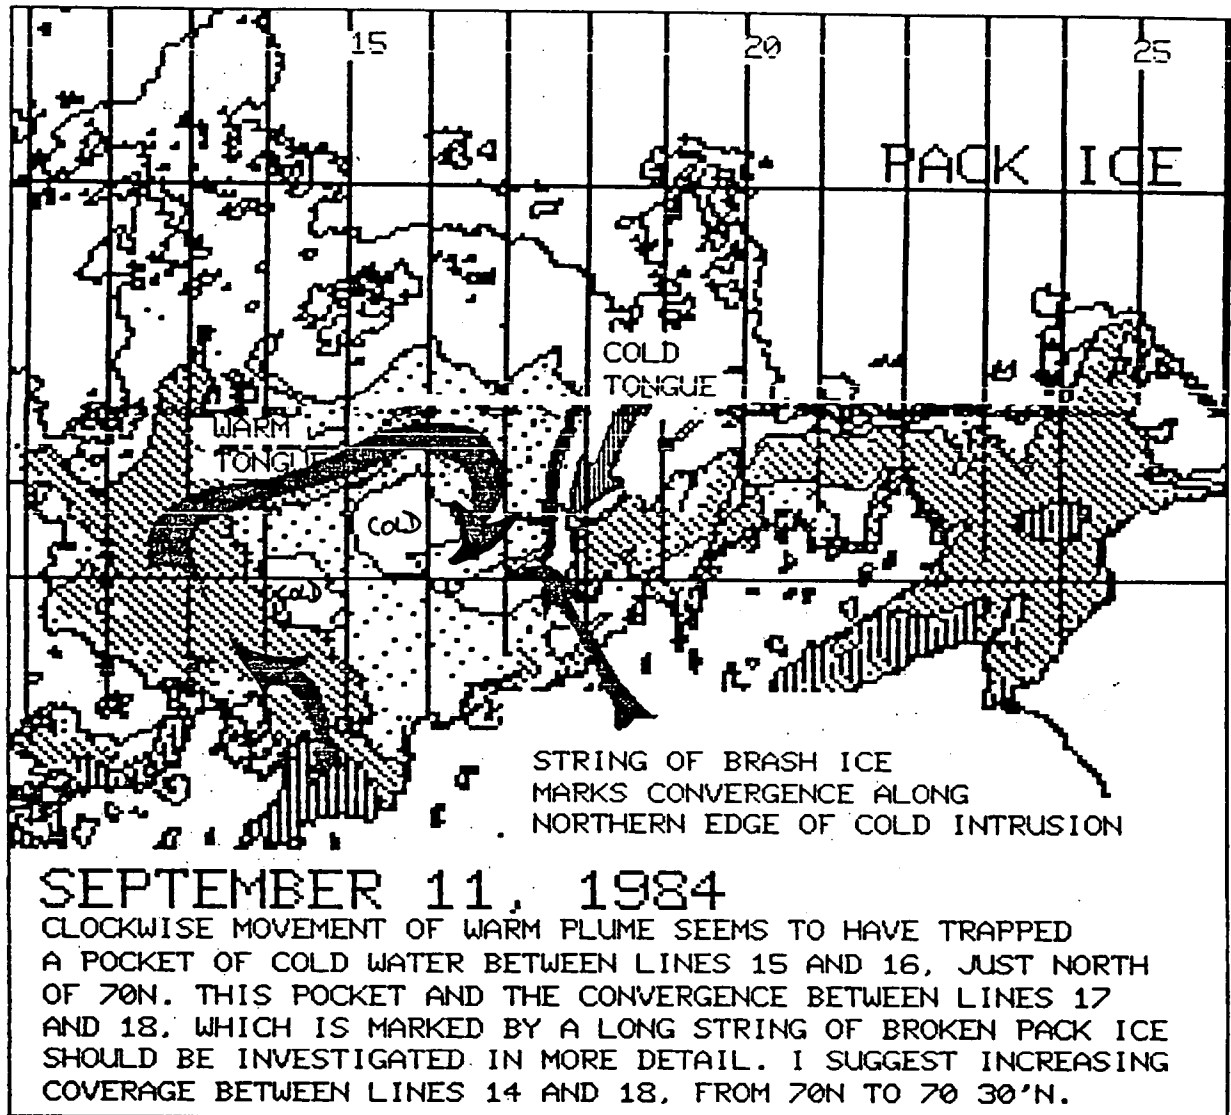 15 20 25
PACK ICE
COLD
TONGUE
WARM
TONGUE
COLD
COLD
STRING OF BRASH ICE
MARKS CONVERGENCE ALONG
NORTHERN EDGE OF COLD INTRUSION
SEPTEMBER 11, 1984
CLOCKWISE MOVEMENT OF WARM PLUME SEEMS TO HAVE TRAPPED
A POCKET OF COLD WATER BETWEEN LINES 15 AND 16, JUST NORTH
OF 70N. THIS POCKET AND THE CONVERGENCE BETWEEN LINES 17
AND 18, WHICH IS MARKED BY A LONG STRING OF BROKEN PACK ICE
SHOULD BE INVESTIGATED IN MORE DETAIL. I SUGGEST INCREASING
COVERAGE BETWEEN LINES 14 AND 18, FROM 70N TO 70 30'N.